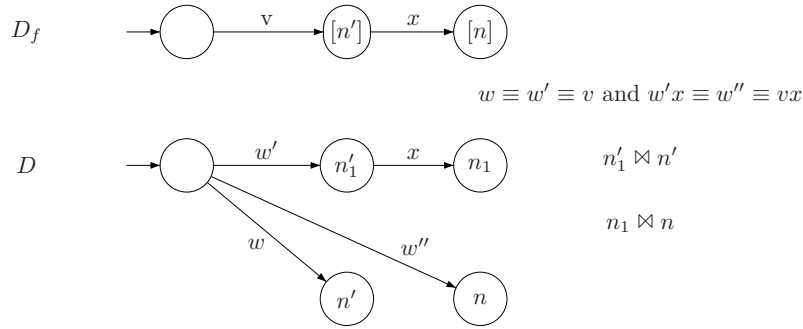 D_f v [n'] x [n]
w ≡ w' ≡ v and w'x ≡ w'' ≡ vx
D w' n'_1 x n_1 n'_1 ⋈ n'
n_1 ⋈ n
w w''
n' n